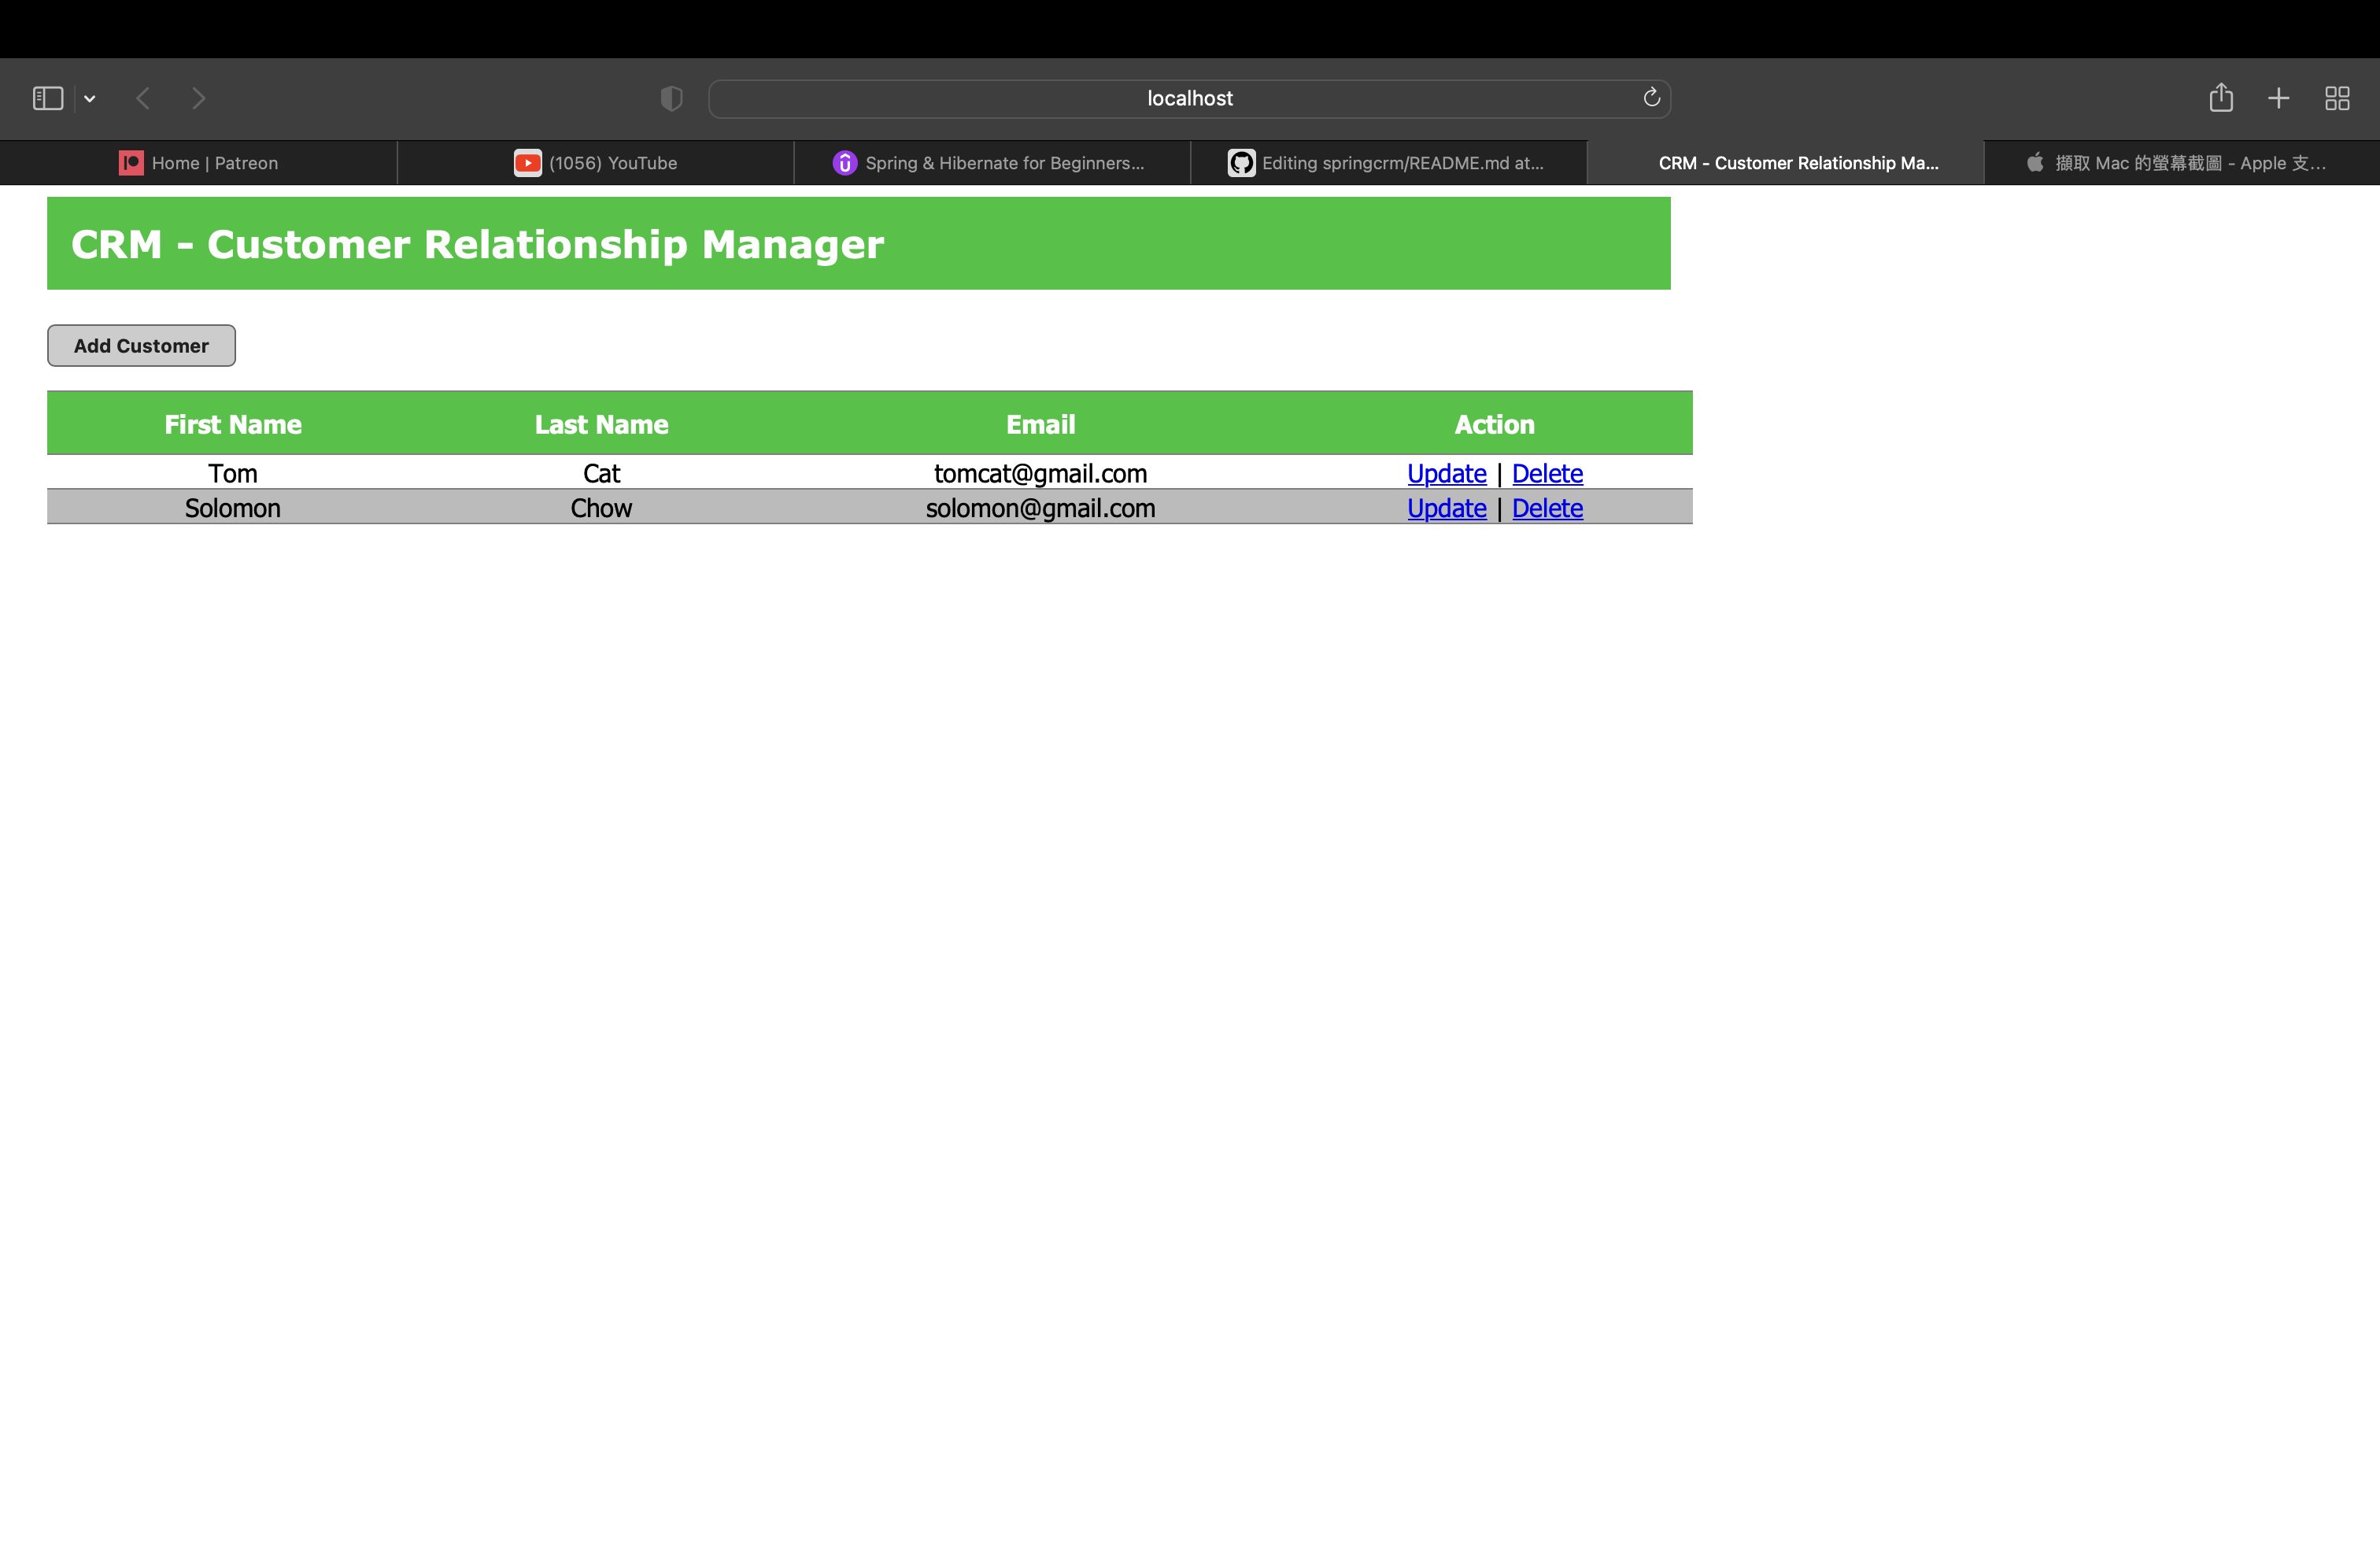 localhost
Home | Patreon
(1056) YouTube
Spring & Hibernate for Beginners...
Editing springcrm/README.md at...
CRM - Customer Relationship Ma...
擷取 Mac 的螢幕截圖 - Apple 支...
CRM - Customer Relationship Manager
Add Customer
First Name Last Name Email Action
Tom Cat tomcat@gmail.com Update | Delete
Solomon Chow solomon@gmail.com Update | Delete